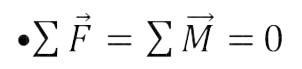 •∑ F⃗ = ∑ M⃗ = 0